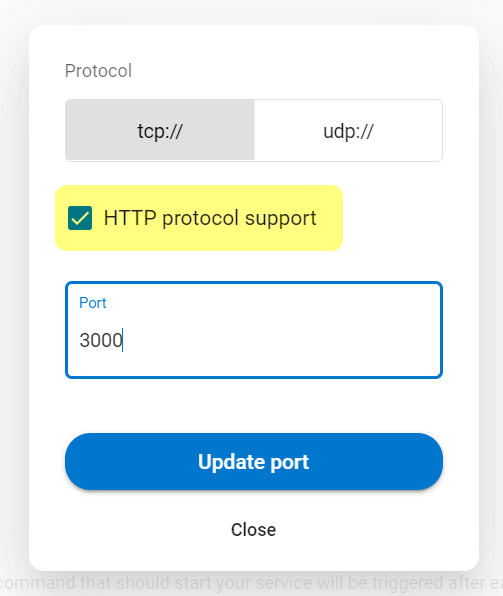 Protocol
tcp://
udp://
HTTP protocol support
Port
3000
Update port
Close
command that should start your service will be triggered after